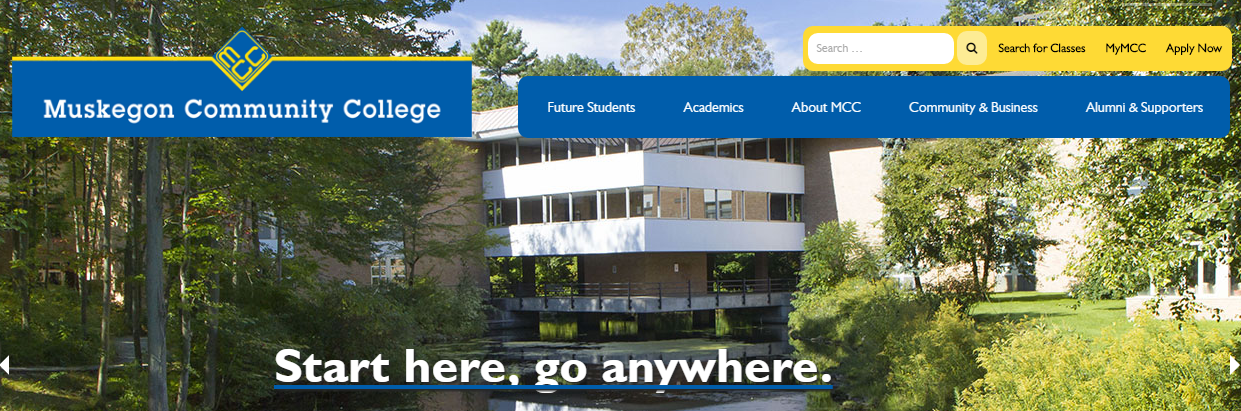 MCC
Muskegon Community College
Search ...
Search for Classes
MyMCC
Apply Now
Future Students
Academics
About MCC
Community & Business
Alumni & Supporters
Start here, go anywhere.